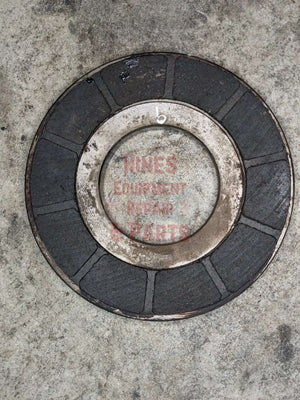 HINES
EQUIPMENT
REPAIR
& PARTS